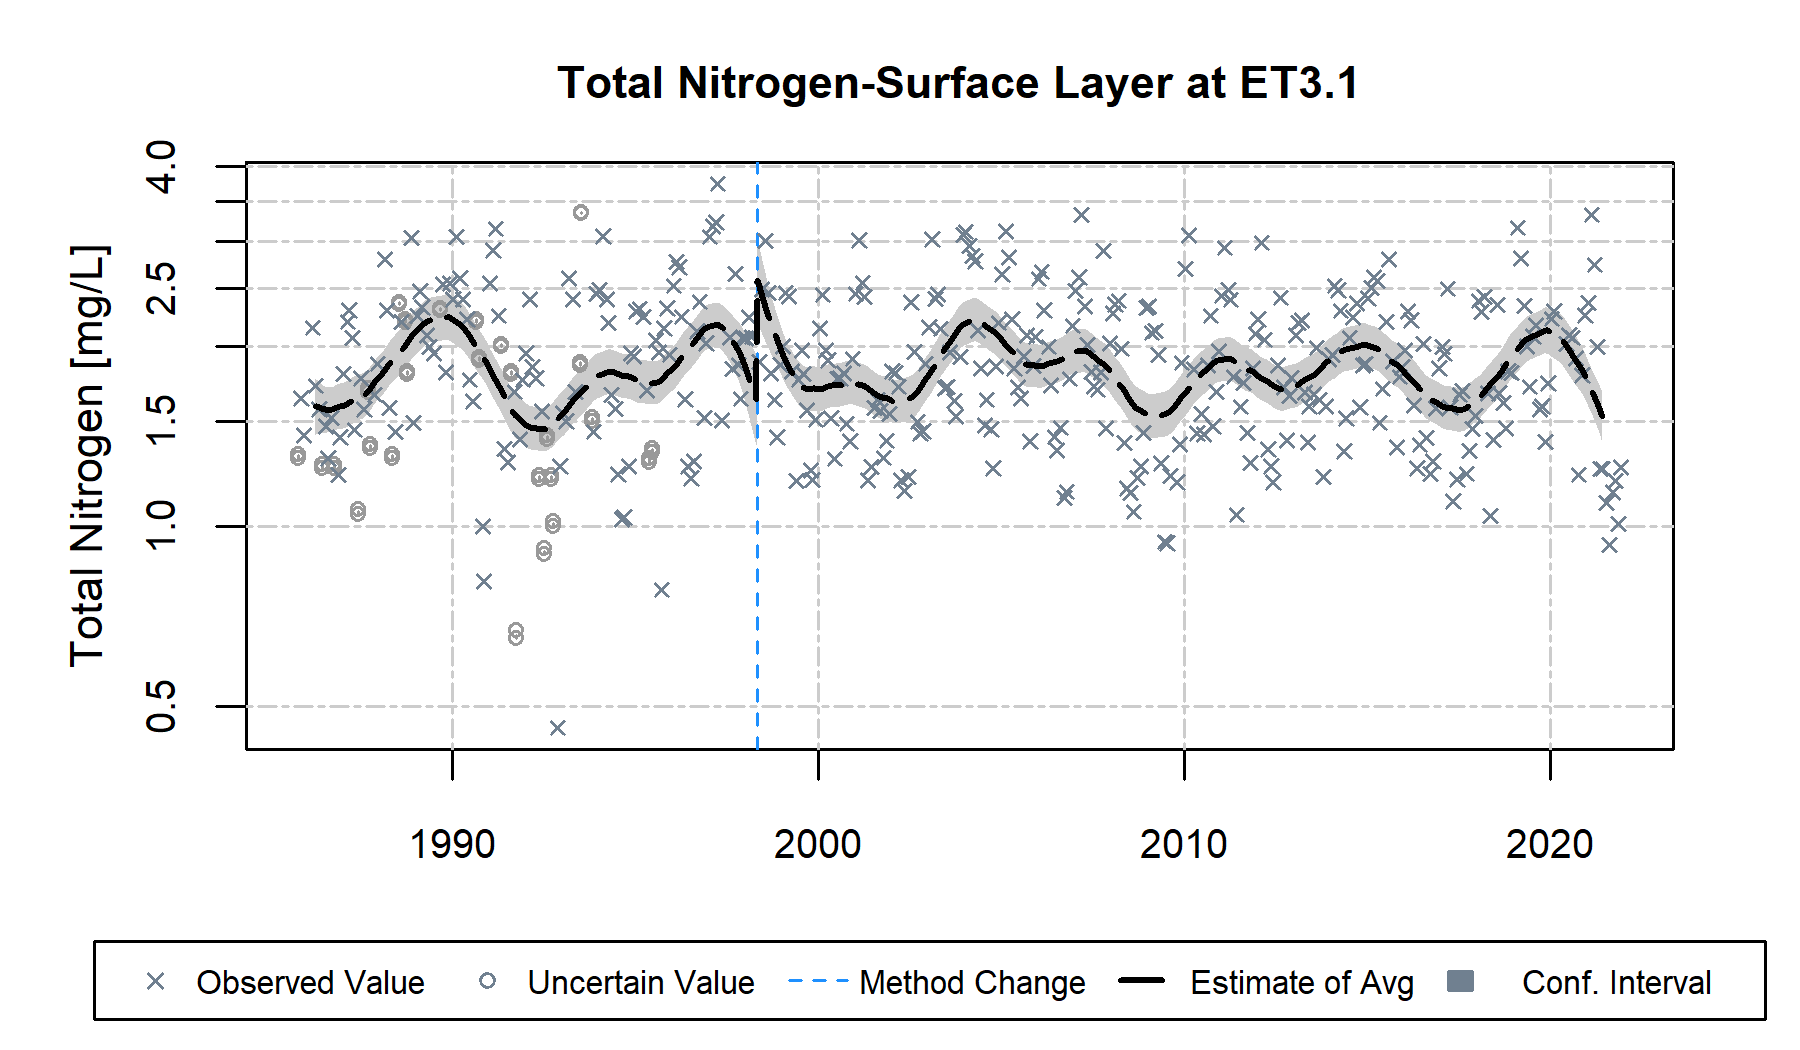 Total Nitrogen-Surface Layer at ET3.1
Total Nitrogen [mg/L]
4.0
2.5
1.5
1.0
0.5
1990 2000 2010 2020
Observed Value Uncertain Value Method Change Estimate of Avg Conf. Interval